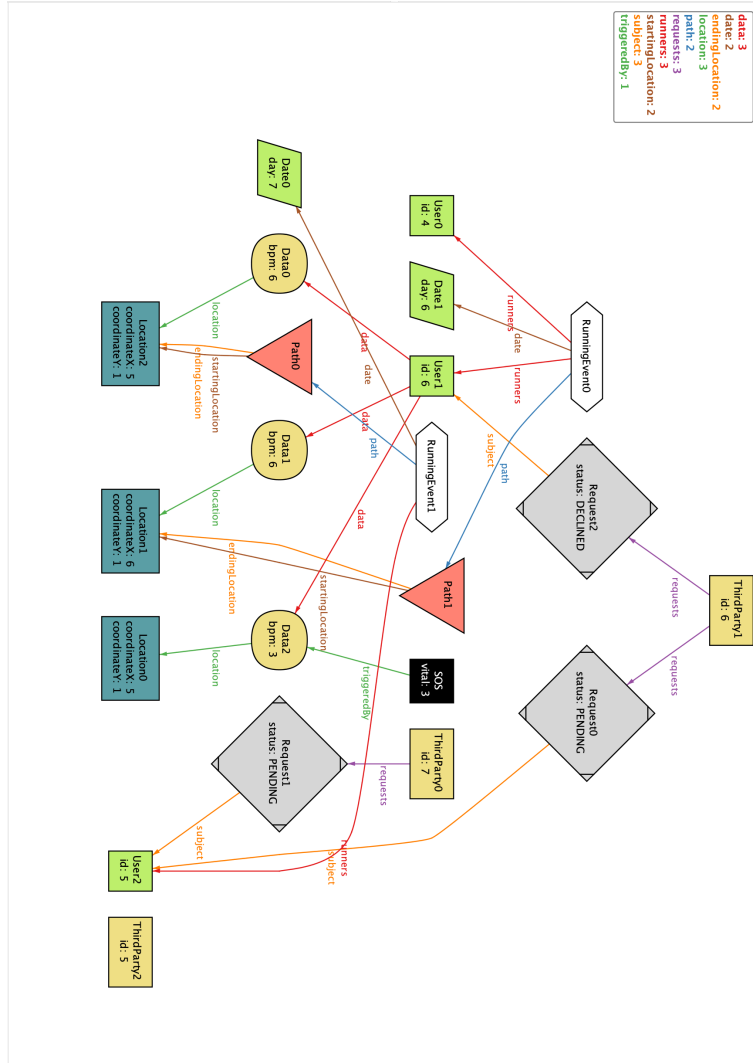 data: 3
date: 2
endingLocation: 2
location: 3
path: 2
requests: 3
runners: 3
startingLocation: 2
subject: 3
triggeredBy: 1
RunningEvent0
ThirdParty1
id: 6
runners
date
runners
path
requests
requests
User0
id: 4
Date1
day: 6
User1
id: 6
RunningEvent1
Request2
status: DECLINED
Request0
status: PENDING
subject
Path1
SOS
vital: 3
ThirdParty0
id: 7
data
date
data
path
data
startingLocation
triggeredBy
requests
runners
subject
Date0
day: 7
Data0
bpm: 6
Path0
Data1
bpm: 6
Data2
bpm: 3
Request1
status: PENDING
location
endingLocation
startingLocation
location
endingLocation
location
subject
Location2
coordinateX: 5
coordinateY: 1
Location1
coordinateX: 6
coordinateY: 1
Location0
coordinateX: 5
coordinateY: 1
User2
id: 5
ThirdParty2
id: 5